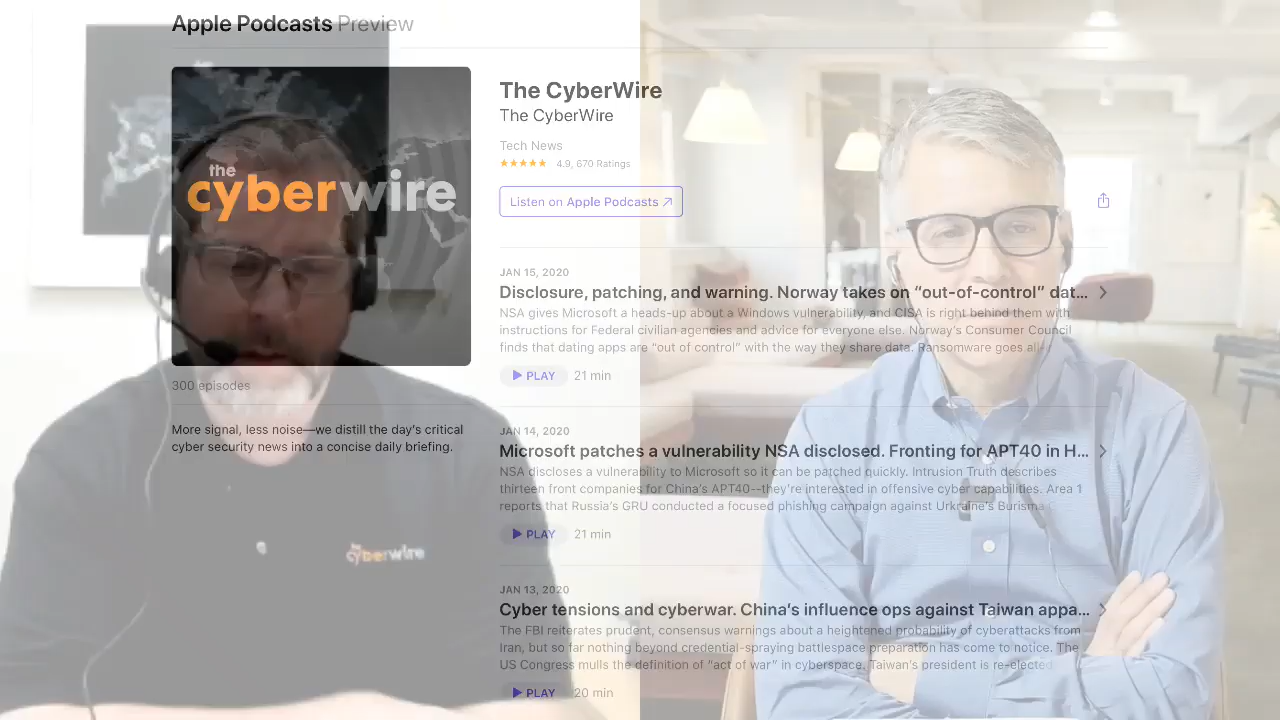 Apple Podcasts Preview
the
cyberwire
The CyberWire
The CyberWire
Tech News
4.9, 670 Ratings
Listen on Apple Podcasts
300 episodes
More signal, less noise—we distill the day's critical
cyber security news into a concise daily briefing.
JAN 15, 2020
Disclosure, patching, and warning. Norway takes on “out-of-control” dat…
NSA gives Microsoft a heads-up about a Windows vulnerability, and CISA is right behind them with
instructions for Federal civilian agencies and advice for everyone else. Norway's Consumer Council
finds that dating apps are “out of control” with the way they share data. Ransomware goes all-
PLAY 21 min
JAN 14, 2020
Microsoft patches a vulnerability NSA disclosed. Fronting for APT40 in H…
NSA discloses a vulnerability to Microsoft so it can be patched quickly. Intrusion Truth describes
thirteen front companies for China's APT40--they're interested in offensive cyber capabilities. Area 1
reports that Russia's GRU conducted a focused phishing campaign against Ukraine's Burisma
PLAY 21 min
JAN 13, 2020
Cyber tensions and cyberwar. China's influence ops against Taiwan appa…
The FBI reiterates prudent, consensus warnings about a heightened probability of cyberattacks from
Iran, but so far nothing beyond credential-spraying battlespace preparation has come to notice. The
US Congress mulls the definition of “act of war” in cyberspace. Taiwan's president is re-elected
PLAY 20 min
the
cyberwire